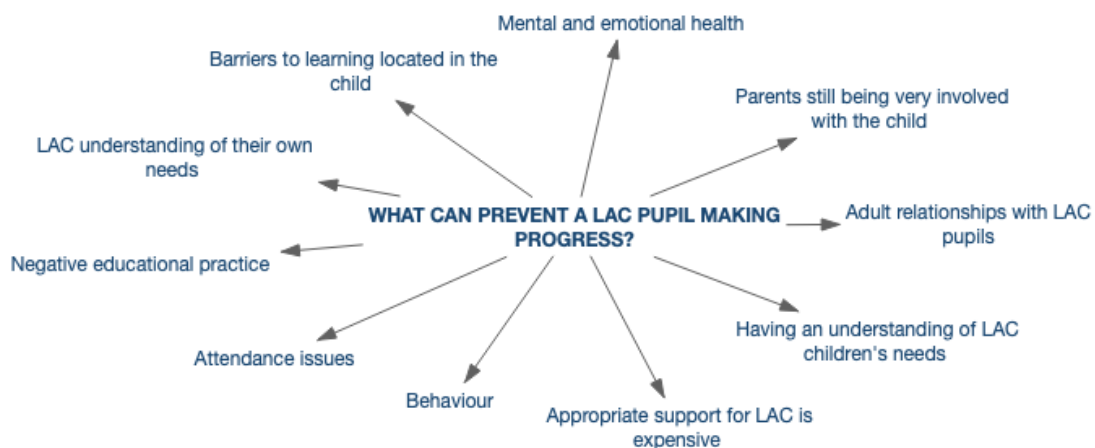 Mental and emotional health
Barriers to learning located in the
child
Parents still being very involved
with the child
LAC understanding of their own
needs
WHAT CAN PREVENT A LAC PUPIL MAKING
PROGRESS?
Adult relationships with LAC
pupils
Negative educational practice
Having an understanding of LAC
children's needs
Attendance issues
Behaviour
Appropriate support for LAC is
expensive